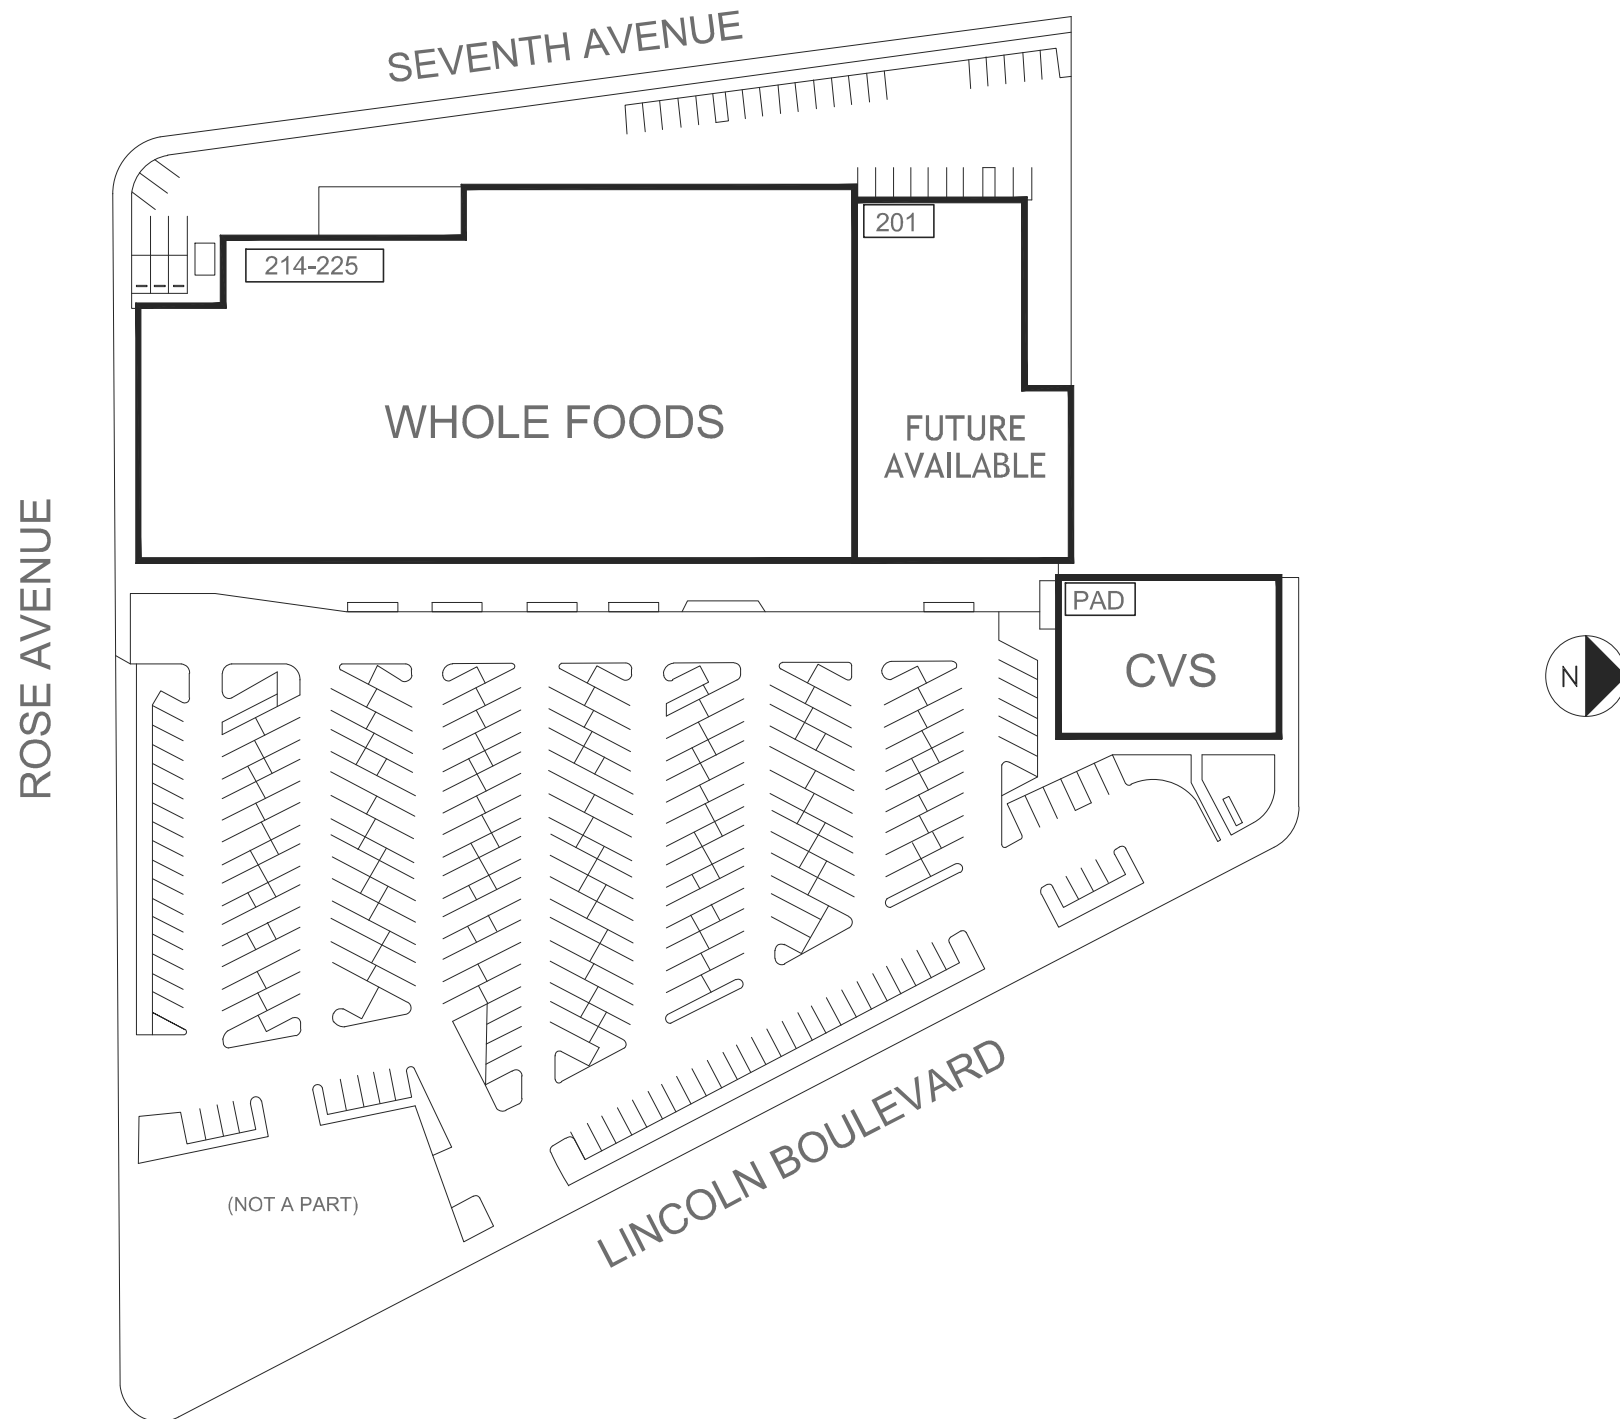 SEVENTH AVENUE
201
214-225
WHOLE FOODS
FUTURE
AVAILABLE
ROSE AVENUE
PAD
CVS
N
LINCOLN BOULEVARD
(NOT A PART)